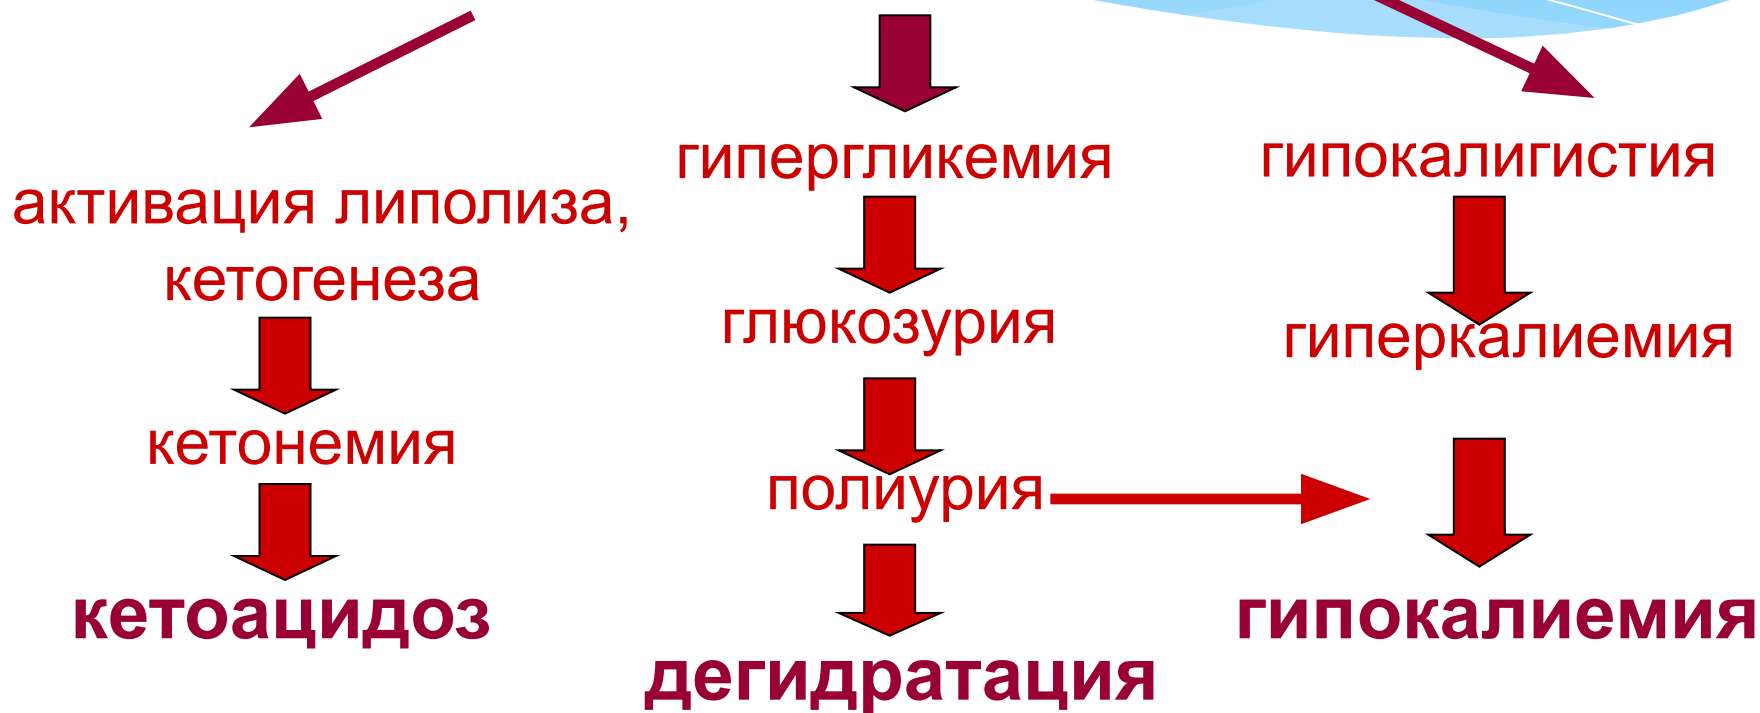 активация липолиза,
кетогенеза
кетонемия
кетоацидоз
гипергликемия
глюкозурия
полиурия
дегидратация
гипокалигистия
гиперкалиемия
гипокалиемия